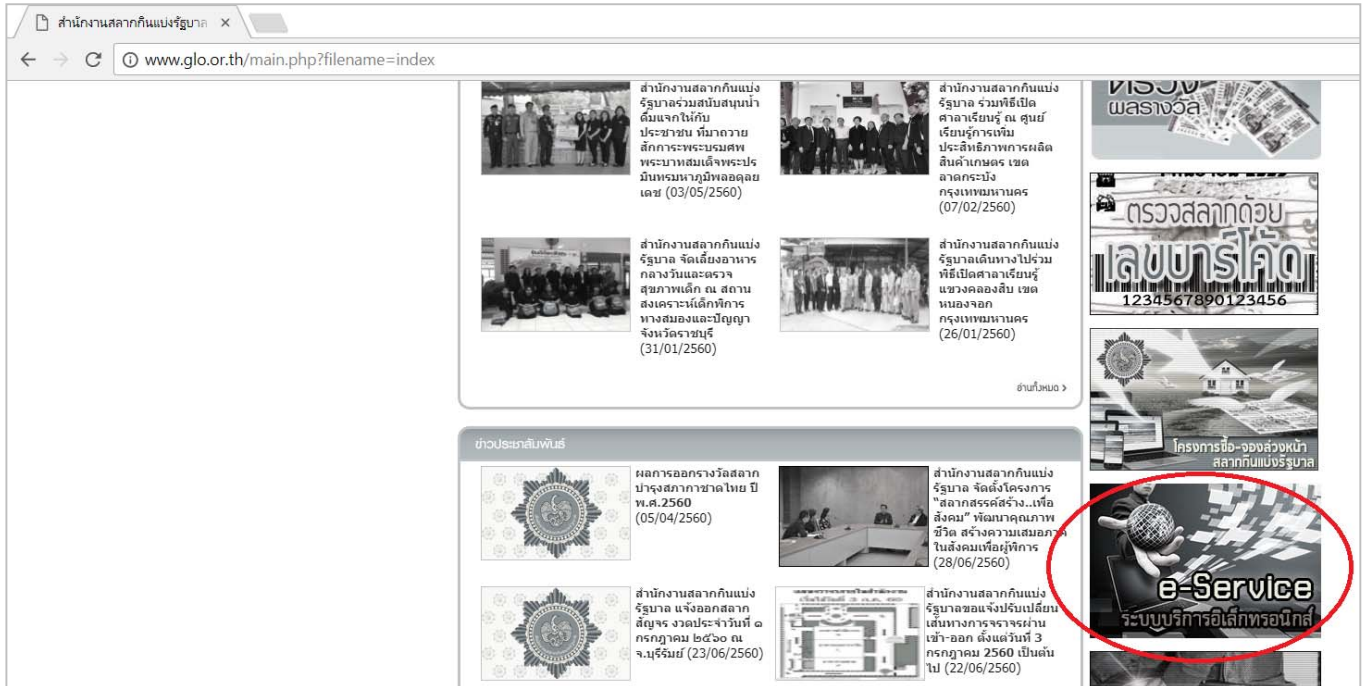 สำนักงานสลากกินแบ่งรัฐบาล
www.glo.or.th/main.php?filename=index
สำนักงานสลากกินแบ่ง
รัฐบาลร่วมสนับสนุนน้ำ
ดื่มแจกให้กับ
ประชาชน ที่มาถวาย
สักการะพระบรมศพ
พระบาทสมเด็จพระปร
มินทรมหาภูมิพลอดุลย
เดช (03/05/2560)
สำนักงานสลากกินแบ่ง
รัฐบาล ร่วมพิธีเปิด
ศาลาเรียนรู้ ณ ศูนย์
เรียนรู้การเพิ่ม
ประสิทธิภาพการผลิต
สินค้าเกษตร เขต
ลาดกระบัง
กรุงเทพมหานคร
(07/02/2560)
สำนักงานสลากกินแบ่ง
รัฐบาล จัดเลี้ยงอาหาร
กลางวันและตรวจ
สุขภาพเด็ก ณ สถาน
สงเคราะห์เด็กพิการ
ทางสมองและปัญญา
จังหวัดราชบุรี
(31/01/2560)
สำนักงานสลากกินแบ่ง
รัฐบาลเดินทางไปร่วม
พิธีเปิดศาลาเรียนรู้
แขวงคลองสิบ เขต
หนองจอก
กรุงเทพมหานคร
(26/01/2560)
อ่านทั้งหมด >
ข่าวประชาสัมพันธ์
ผลการออกรางวัลสลาก
บำรุงสภากาชาดไทย ปี
พ.ศ.2560
(05/04/2560)
สำนักงานสลากกินแบ่ง
รัฐบาล จัดตั้งโครงการ
"สลากสรรค์สร้าง..เพื่อ
สังคม" พัฒนาคุณภาพ
ชีวิต สร้างความเสมอภาค
ในสังคมเพื่อผู้พิการ
(28/06/2560)
สำนักงานสลากกินแบ่ง
รัฐบาล แจ้งออกสลาก
สัญจร งวดประจำวันที่ ๑
กรกฎาคม ๒๕๖๐ ณ
จ.บุรีรัมย์ (23/06/2560)
สำนักงานสลากกินแบ่ง
รัฐบาลขอแจ้งปรับเปลี่ยน
เส้นทางการจราจรผ่าน
เข้า-ออก ตั้งแต่วันที่ 3
กรกฎาคม 2560 เป็นต้น
ไป (22/06/2560)
ตรวจ
ผลรางวัล
ตรวจสลากด้วย
เลขบาร์โค้ด
1234567890123456
โครงการซื้อ-จองล่วงหน้า
สลากกินแบ่งรัฐบาล
e-Service
ระบบบริการอิเล็กทรอนิกส์